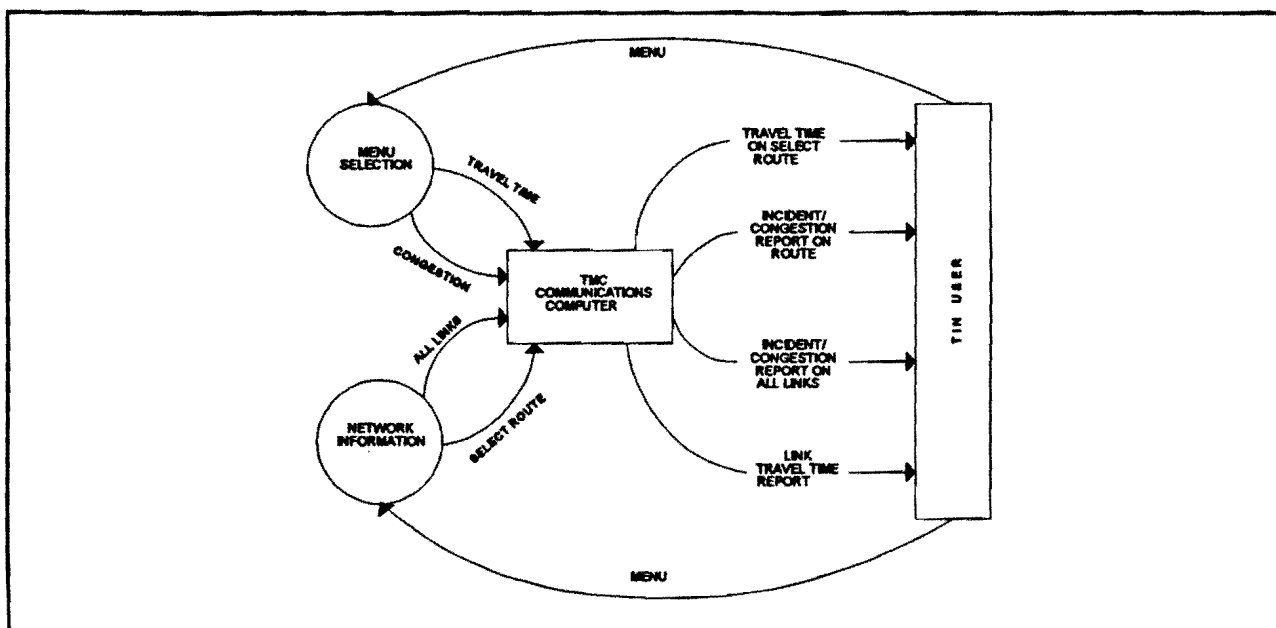 MENU
MENU
SELECTION
TRAVEL TIME
CONGESTION
ALL LINKS
SELECT ROUTE
NETWORK
INFORMATION
TMC
COMMUNICATIONS
COMPUTER
TRAVEL TIME
ON SELECT
ROUTE
INCIDENT/
CONGESTION
REPORT ON
ROUTE
INCIDENT/
CONGESTION
REPORT ON
ALL LINKS
LINK
TRAVEL TIME
REPORT
TIN USER
MENU